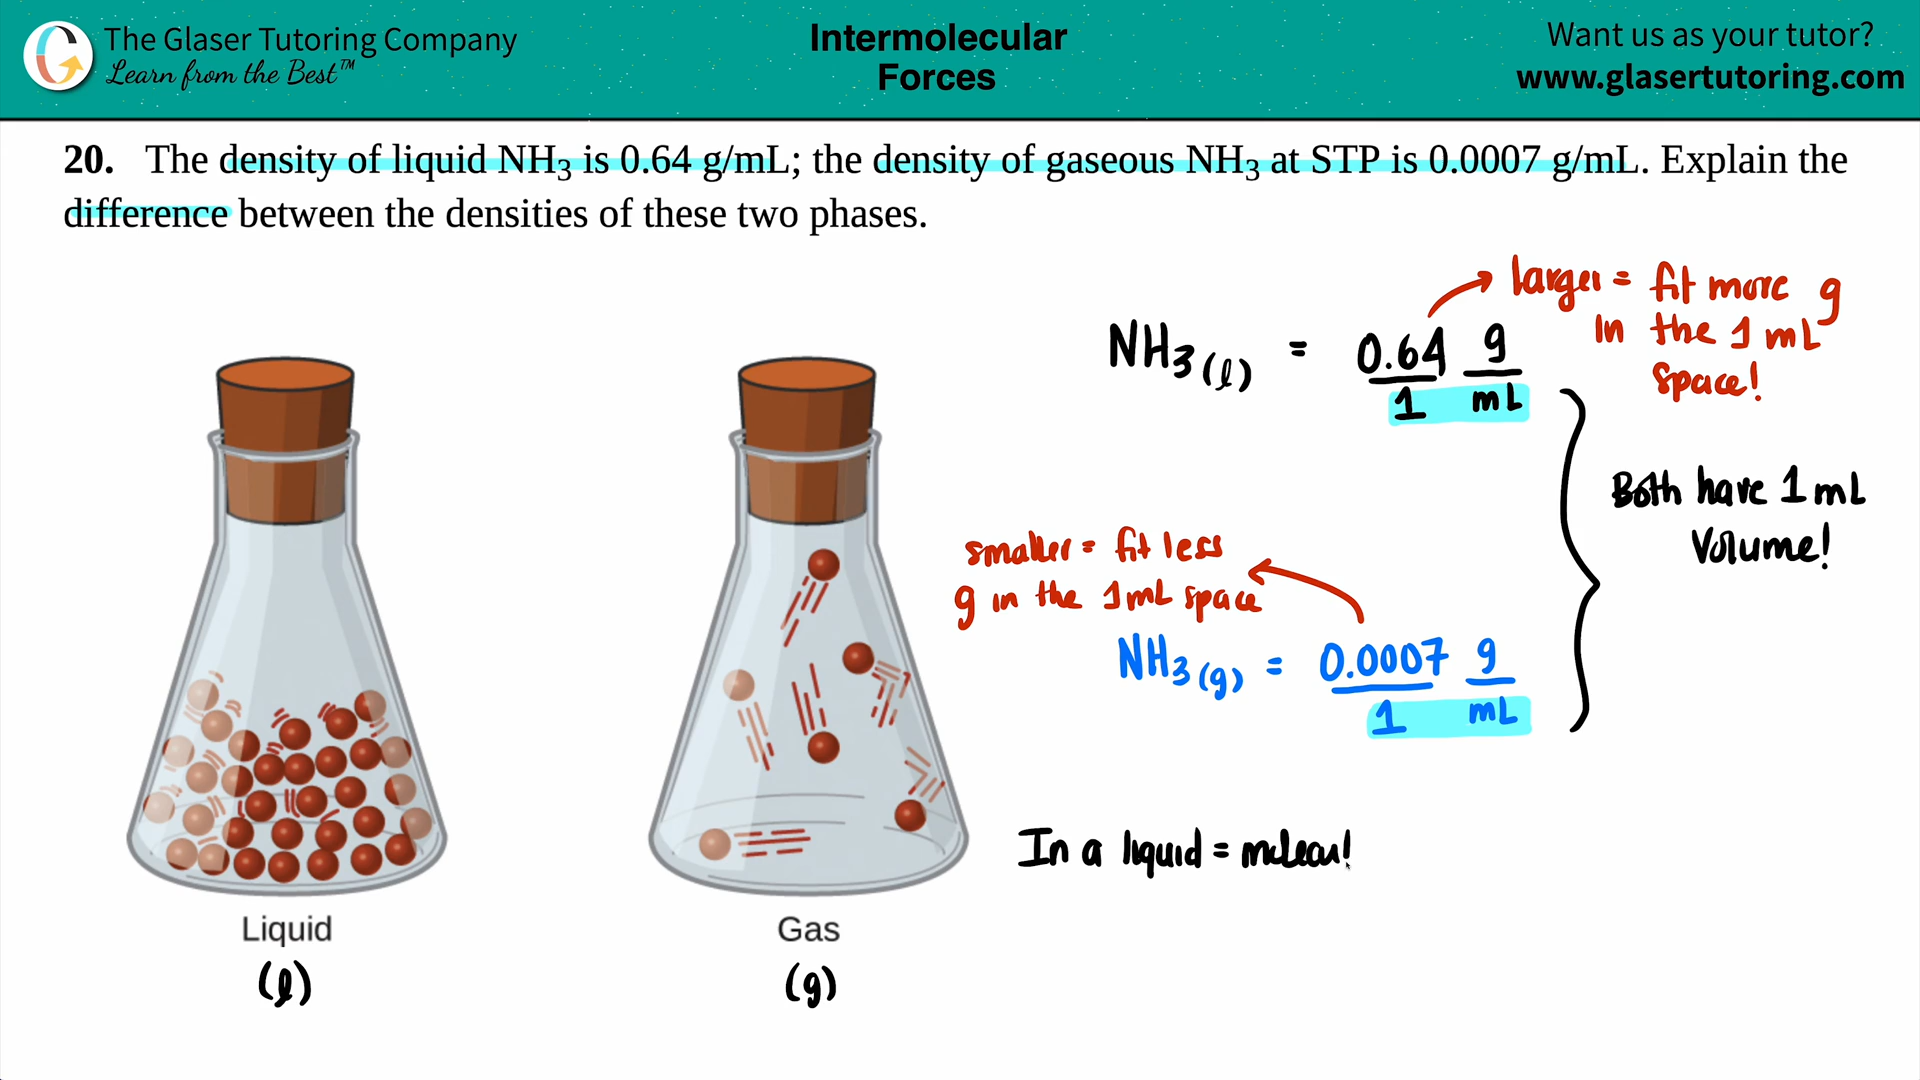 The Glaser Tutoring Company
Learn from the Best™
Intermolecular
Forces
Want us as your tutor?
www.glasertutoring.com
20. The density of liquid NH3 is 0.64 g/mL; the density of gaseous NH3 at STP is 0.0007 g/mL. Explain the
difference between the densities of these two phases.
larger = fit more g
in the 1 mL
space!
NH3(l) = 0.64 g
1 mL
Both have 1 mL
Volume!
smaller = fit less
g in the 1mL space
NH3(g) = 0.0007 g
1 mL
In a liquid =
Liquid
(l)
Gas
(g)